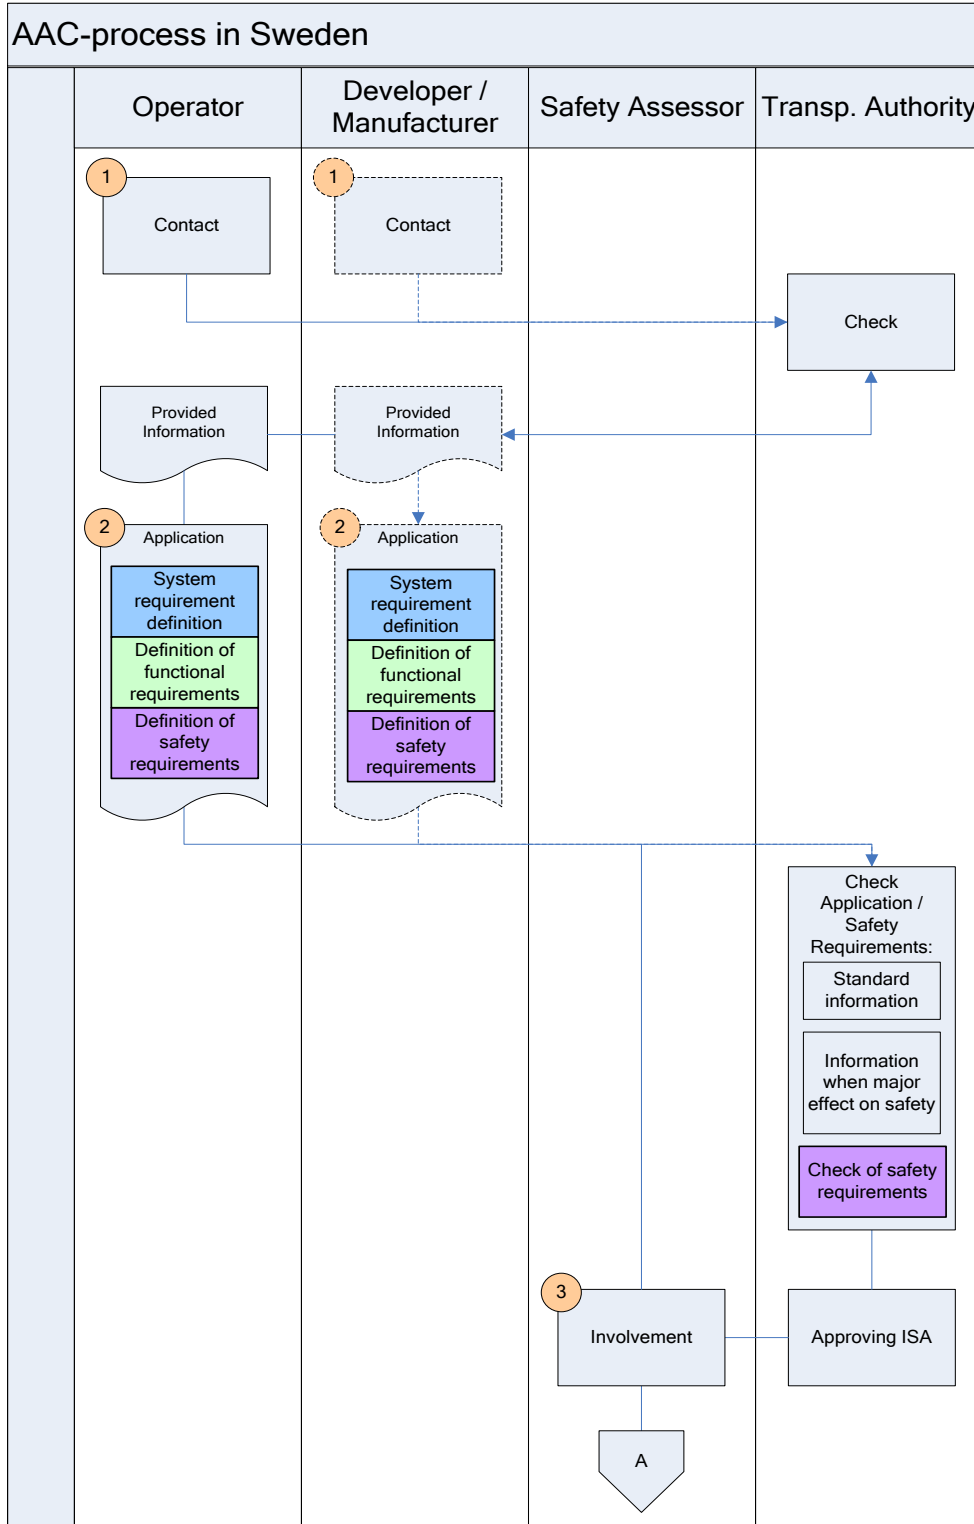 AAC-process in Sweden
Operator
Developer /
Manufacturer
Safety Assessor
Transp. Authority
1
Contact
1
Contact
Check
Provided
Information
Provided
Information
2
Application
System
requirement
definition
Definition of
functional
requirements
Definition of
safety
requirements
2
Application
System
requirement
definition
Definition of
functional
requirements
Definition of
safety
requirements
Check
Application /
Safety
Requirements:
Standard
information
Information
when major
effect on safety
Check of safety
requirements
3
Involvement
Approving ISA
A